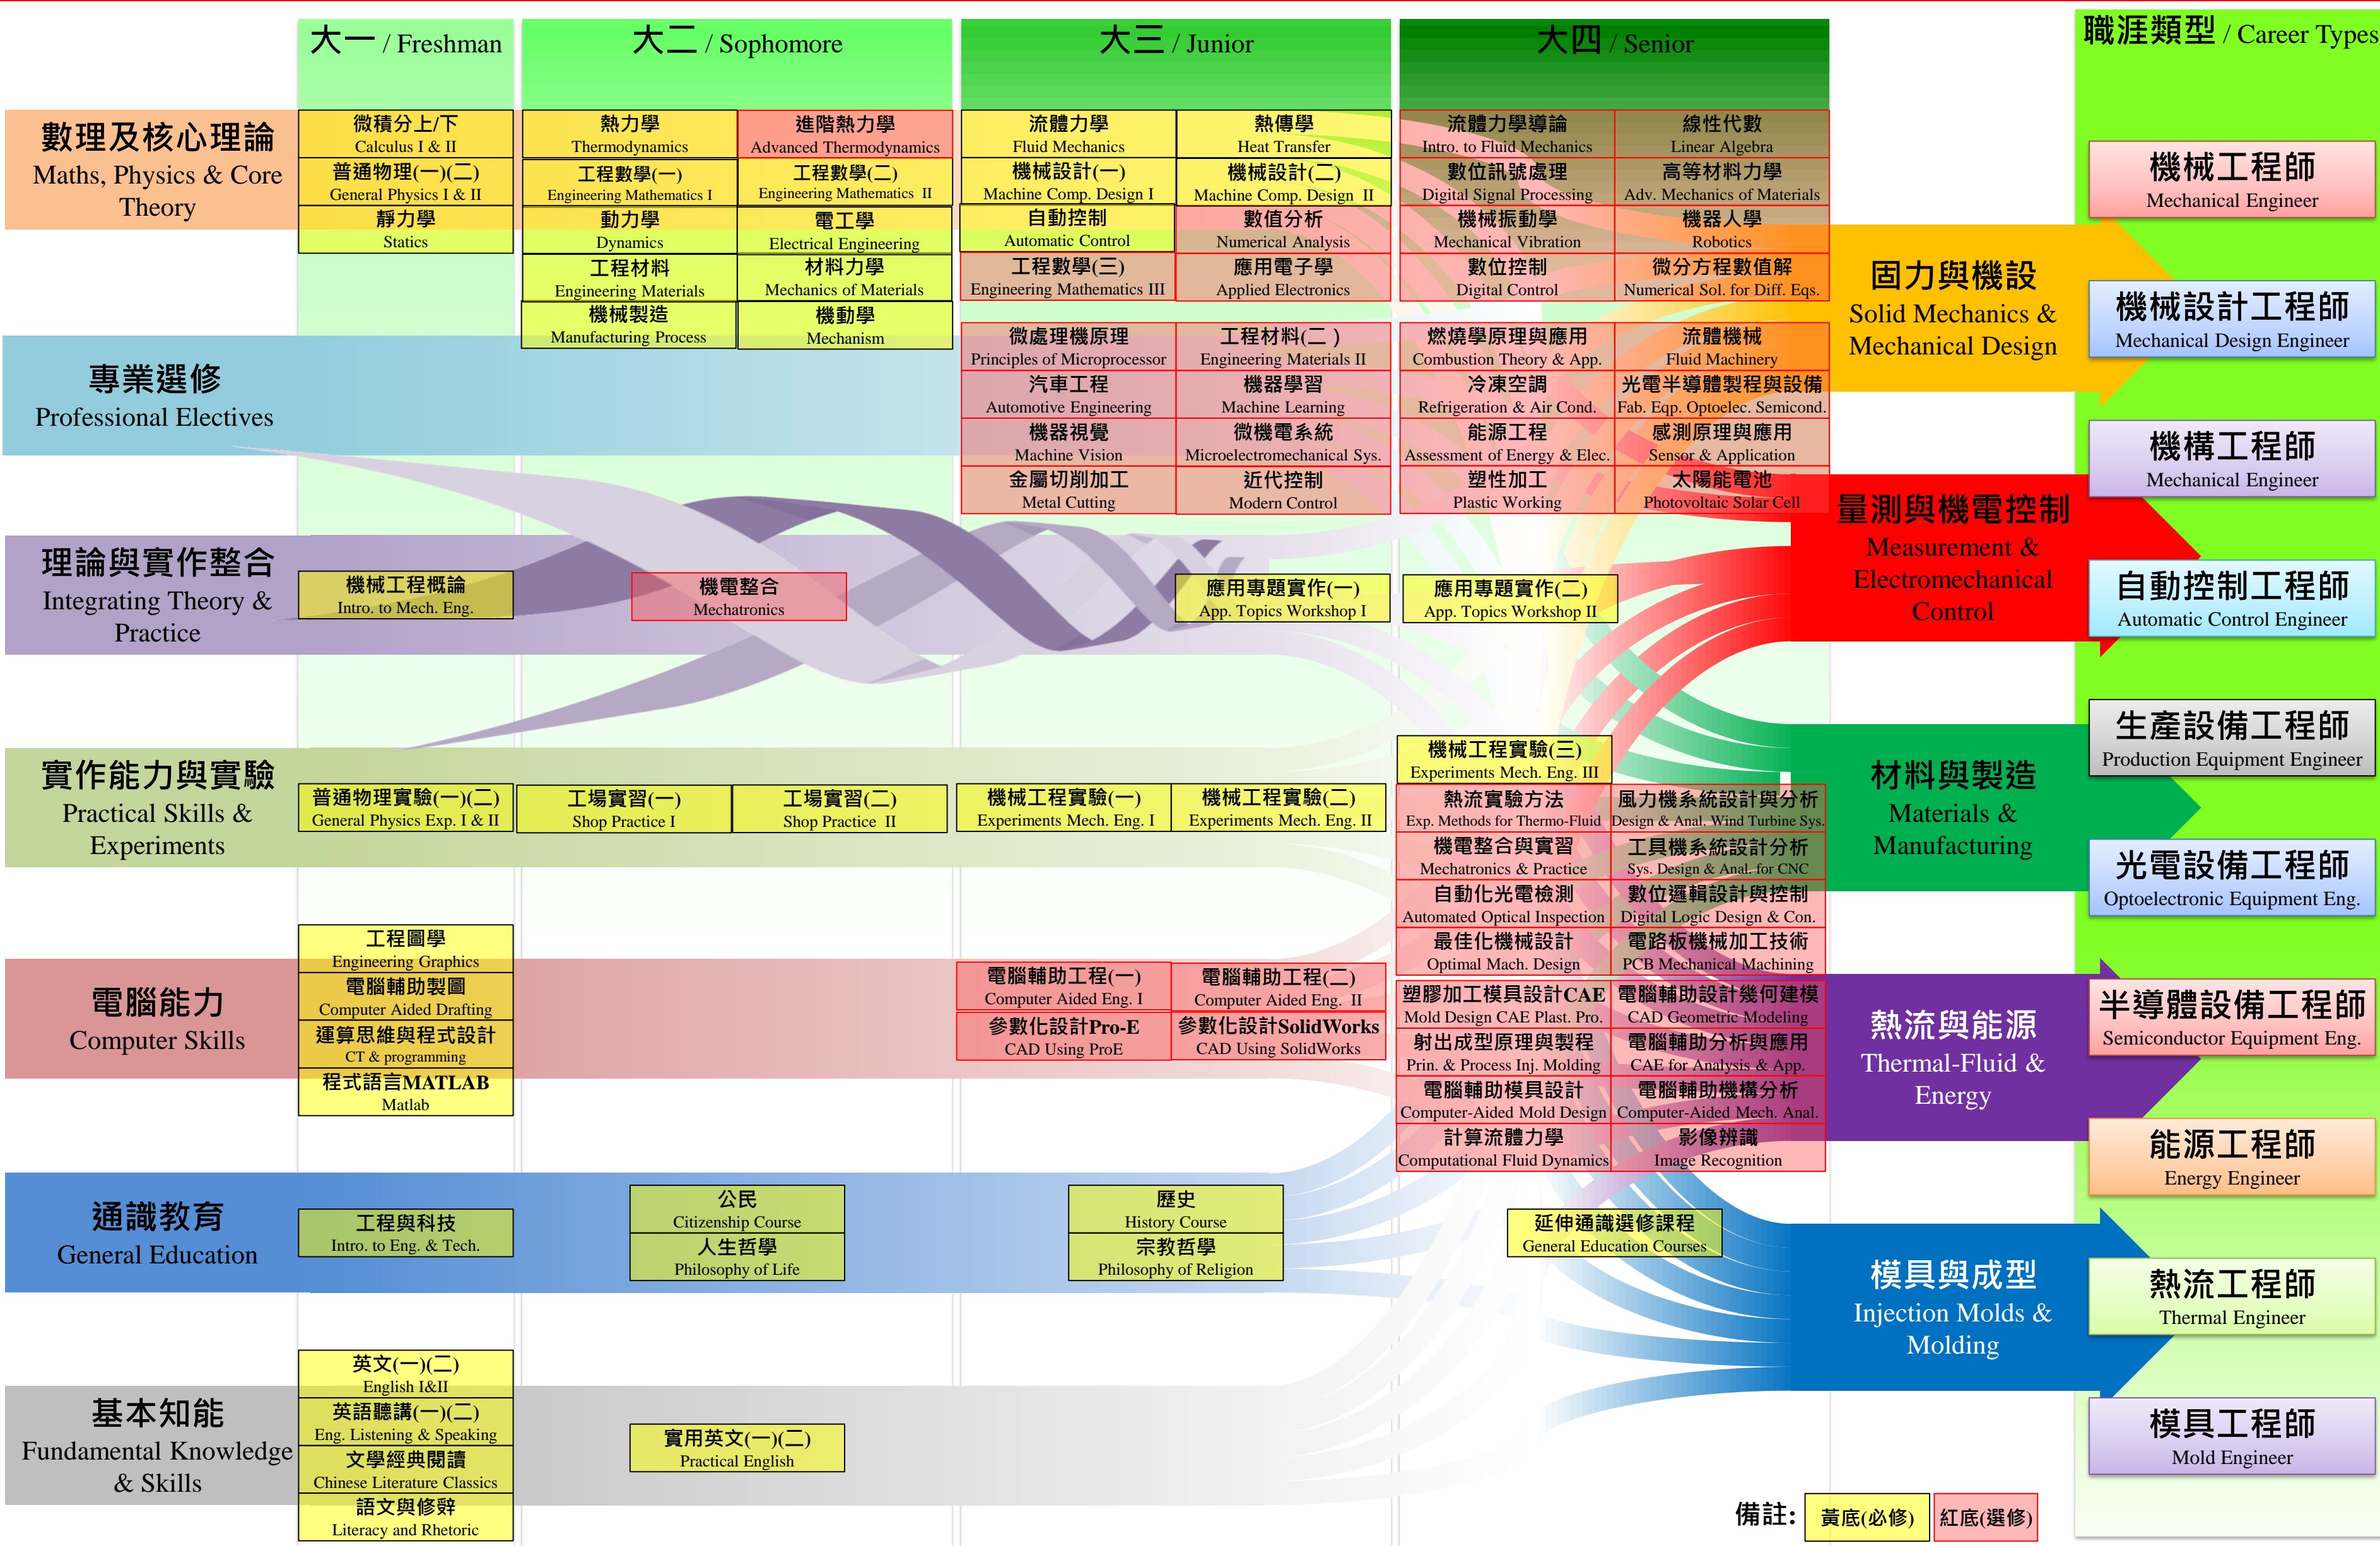 大一 / Freshman
大二 / Sophomore
大三 / Junior
大四 / Senior
職涯類型 / Career Types
數理及核心理論
Maths, Physics & Core
Theory
微積分上/下
Calculus I & II
普通物理(一)(二)
General Physics I & II
靜力學
Statics
熱力學
Thermodynamics
進階熱力學
Advanced Thermodynamics
工程數學(一)
Engineering Mathematics I
工程數學(二)
Engineering Mathematics II
動力學
Dynamics
電工學
Electrical Engineering
工程材料
Engineering Materials
材料力學
Mechanics of Materials
機械製造
Manufacturing Process
機動學
Mechanism
流體力學
Fluid Mechanics
熱傳學
Heat Transfer
機械設計(一)
Machine Comp. Design I
機械設計(二)
Machine Comp. Design II
自動控制
Automatic Control
數值分析
Numerical Analysis
工程數學(三)
Engineering Mathematics III
應用電子學
Applied Electronics
流體力學導論
Intro. to Fluid Mechanics
線性代數
Linear Algebra
數位訊號處理
Digital Signal Processing
高等材料力學
Adv. Mechanics of Materials
機械振動學
Mechanical Vibration
機器人學
Robotics
數位控制
Digital Control
微分方程數值解
Numerical Sol. for Diff. Eqs.
專業選修
Professional Electives
微處理機原理
Principles of Microprocessor
工程材料(二 )
Engineering Materials II
汽車工程
Automotive Engineering
機器學習
Machine Learning
機器視覺
Machine Vision
微機電系統
Microelectromechanical Sys.
金屬切削加工
Metal Cutting
近代控制
Modern Control
燃燒學原理與應用
Combustion Theory & App.
流體機械
Fluid Machinery
冷凍空調
Refrigeration & Air Cond.
光電半導體製程與設備
Fab. Eqp. Optoelec. Semicond.
能源工程
Assessment of Energy & Elec.
感測原理與應用
Sensor & Application
塑性加工
Plastic Working
太陽能電池
Photovoltaic Solar Cell
理論與實作整合
Integrating Theory &
Practice
機械工程概論
Intro. to Mech. Eng.
機電整合
Mechatronics
應用專題實作(一)
App. Topics Workshop I
應用專題實作(二)
App. Topics Workshop II
實作能力與實驗
Practical Skills &
Experiments
普通物理實驗(一)(二)
General Physics Exp. I & II
工場實習(一)
Shop Practice I
工場實習(二)
Shop Practice II
機械工程實驗(一)
Experiments Mech. Eng. I
機械工程實驗(二)
Experiments Mech. Eng. II
機械工程實驗(三)
Experiments Mech. Eng. III
熱流實驗方法
Exp. Methods for Thermo-Fluid
風力機系統設計與分析
Design & Anal. Wind Turbine Sys.
機電整合與實習
Mechatronics & Practice
工具機系統設計分析
Sys. Design & Anal. for CNC
自動化光電檢測
Automated Optical Inspection
數位邏輯設計與控制
Digital Logic Design & Con.
最佳化機械設計
Optimal Mach. Design
電路板機械加工技術
PCB Mechanical Machining
電腦能力
Computer Skills
工程圖學
Engineering Graphics
電腦輔助製圖
Computer Aided Drafting
運算思維與程式設計
CT & programming
程式語言MATLAB
Matlab
電腦輔助工程(一)
Computer Aided Eng. I
電腦輔助工程(二)
Computer Aided Eng. II
參數化設計Pro-E
CAD Using ProE
參數化設計SolidWorks
CAD Using SolidWorks
塑膠加工模具設計CAE
Mold Design CAE Plast. Pro.
電腦輔助設計幾何建模
CAD Geometric Modeling
射出成型原理與製程
Prin. & Process Inj. Molding
電腦輔助分析與應用
CAE for Analysis & App.
電腦輔助模具設計
Computer-Aided Mold Design
電腦輔助機構分析
Computer-Aided Mech. Anal.
計算流體力學
Computational Fluid Dynamics
影像辨識
Image Recognition
通識教育
General Education
工程與科技
Intro. to Eng. & Tech.
公民
Citizenship Course
人生哲學
Philosophy of Life
歷史
History Course
宗教哲學
Philosophy of Religion
延伸通識選修課程
General Education Courses
基本知能
Fundamental Knowledge
& Skills
英文(一)(二)
English I&II
英語聽講(一)(二)
Eng. Listening & Speaking
文學經典閱讀
Chinese Literature Classics
語文與修辭
Literacy and Rhetoric
實用英文(一)(二)
Practical English
固力與機設
Solid Mechanics &
Mechanical Design
量測與機電控制
Measurement &
Electromechanical
Control
材料與製造
Materials &
Manufacturing
熱流與能源
Thermal-Fluid &
Energy
模具與成型
Injection Molds &
Molding
機械工程師
Mechanical Engineer
機械設計工程師
Mechanical Design Engineer
機構工程師
Mechanical Engineer
自動控制工程師
Automatic Control Engineer
生產設備工程師
Production Equipment Engineer
光電設備工程師
Optoelectronic Equipment Eng.
半導體設備工程師
Semiconductor Equipment Eng.
能源工程師
Energy Engineer
熱流工程師
Thermal Engineer
模具工程師
Mold Engineer
備註:
黃底(必修)
紅底(選修)